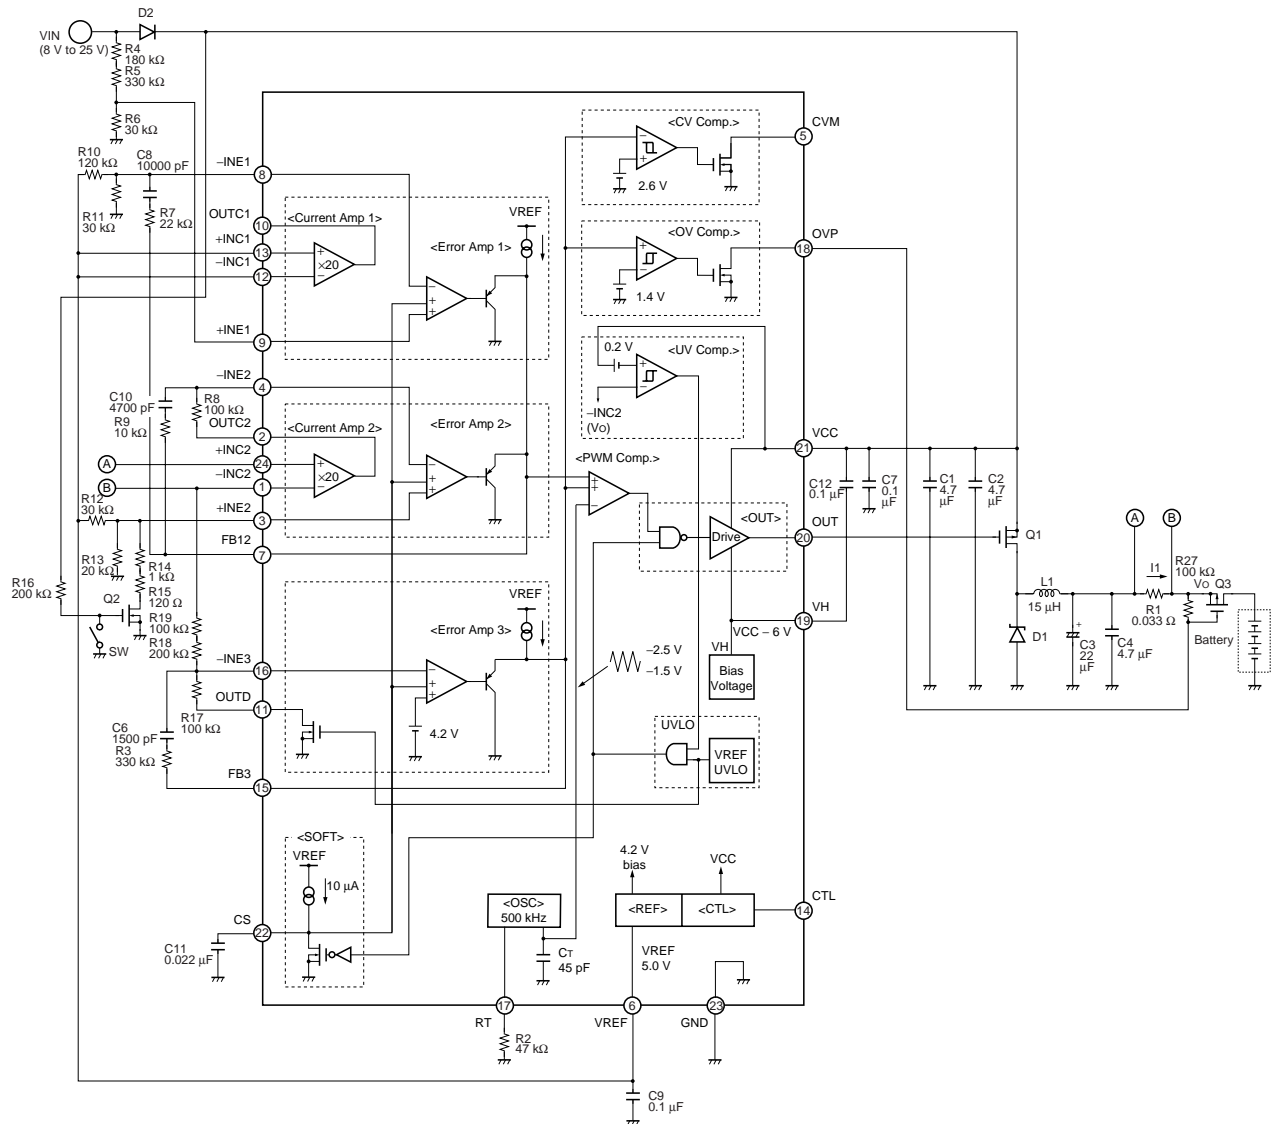 D2
VIN
(8 V to 25 V)
R4
180 kΩ
R5
330 kΩ
R6
30 kΩ
R10
120 kΩ
C8
10000 pF
R11
30 kΩ
R7
22 kΩ
−INE1
8
OUTC1
10
+INC1
13
−INC1
12
+INE1
9
−INE2
4
C10
4700 pF
R9
10 kΩ
R8
100 kΩ
OUTC2
2
+INC2
24
A
−INC2
1
B
R12
30 kΩ
+INE2
3
FB12
7
R13
20 kΩ
R14
1 kΩ
R15
120 Ω
R16
200 kΩ
Q2
SW
R19
100 kΩ
R18
200 kΩ
−INE3
16
OUTD
11
R17
100 kΩ
C6
1500 pF
R3
330 kΩ
FB3
15
CS
22
C11
0.022 µF
<Current Amp 1>
×20
+
−
<Error Amp 1>
VREF
−
+
+
<Current Amp 2>
×20
+
−
<Error Amp 2>
−
+
+
<Error Amp 3>
VREF
−
+
+
4.2 V
<SOFT>
VREF
10 µA
<CV Comp.>
−
+
2.6 V
CVM
5
<OV Comp.>
+
−
1.4 V
OVP
18
<UV Comp.>
0.2 V
+
−
−INC2
(VO)
VCC
21
<PWM Comp.>
+
+
−
<OUT>
Drive
OUT
20
VH
19
VCC − 6 V
VH
Bias
Voltage
−2.5 V
−1.5 V
UVLO
VREF
UVLO
4.2 V
bias
VCC
<REF>
<CTL>
CTL
14
<OSC>
500 kHz
CT
45 pF
VREF
5.0 V
17
RT
6
VREF
23
GND
R2
47 kΩ
C9
0.1 µF
C12
0.1 µF
C7
0.1
µF
C1
4.7
µF
C2
4.7
µF
Q1
L1
15 µH
D1
+
C3
22
µF
C4
4.7 µF
A
B
I1
R1
0.033 Ω
R27
100 kΩ
VO
Q3
Battery